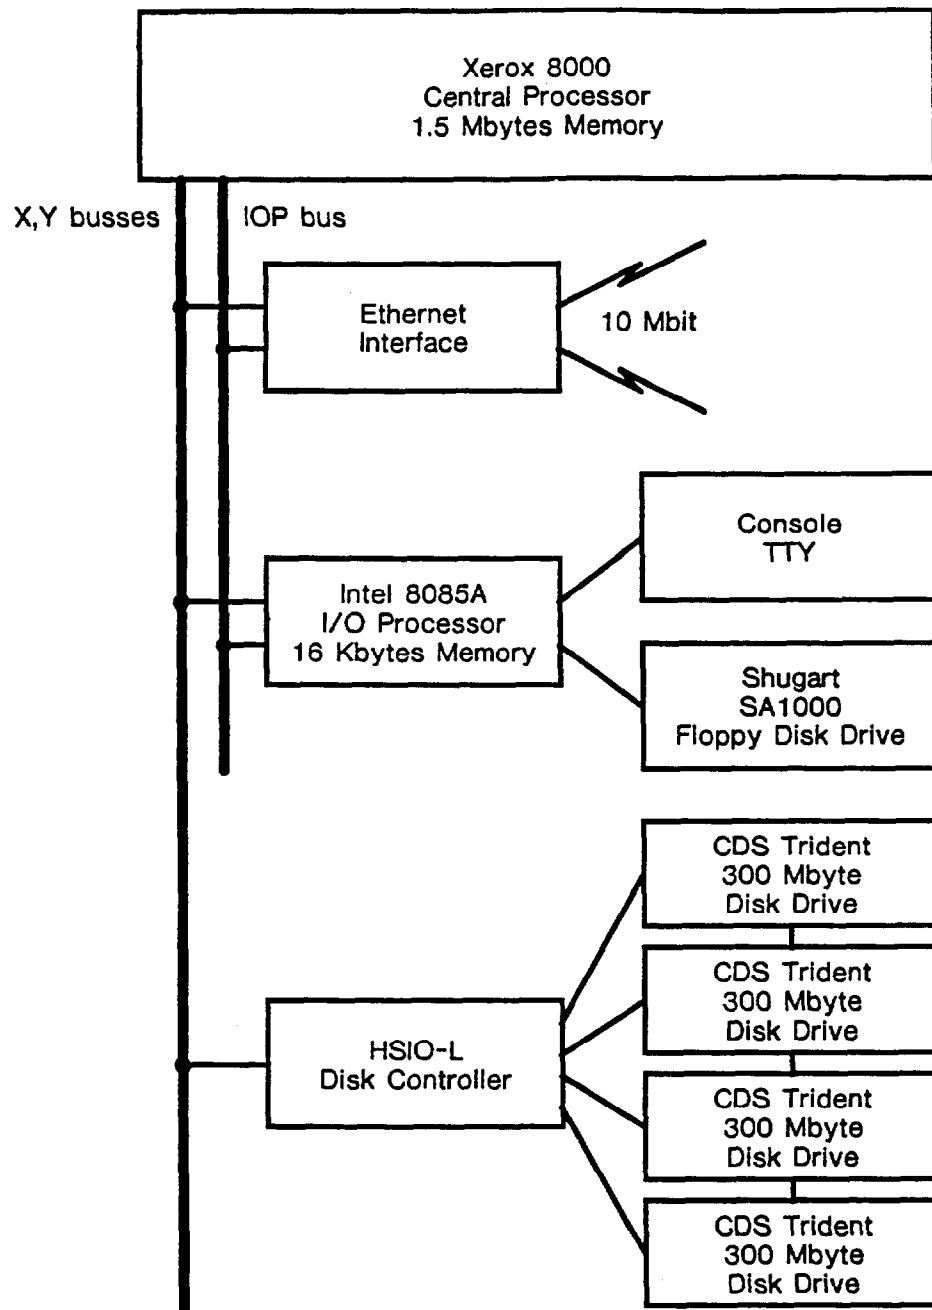 Xerox 8000
Central Processor
1.5 Mbytes Memory
X,Y busses
IOP bus
Ethernet
Interface
10 Mbit
Console
TTY
Intel 8085A
I/O Processor
16 Kbytes Memory
Shugart
SA1000
Floppy Disk Drive
CDS Trident
300 Mbyte
Disk Drive
CDS Trident
300 Mbyte
Disk Drive
HSIO-L
Disk Controller
CDS Trident
300 Mbyte
Disk Drive
CDS Trident
300 Mbyte
Disk Drive